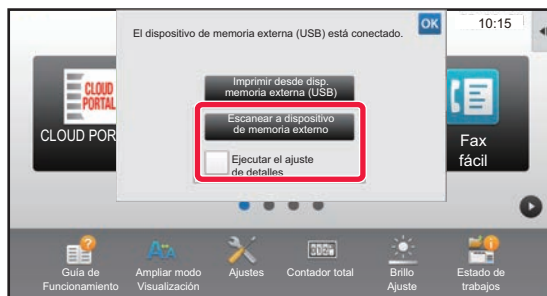 El dispositivo de memoria externa (USB) está conectado.
OK
10:15
Imprimir desde disp.
memoria externa (USB)
Escanear a dispositivo
de memoria externo
Ejecutar el ajuste
de detalles
CLOUD
PORTAL
CLOUD POR
Fax
fácil
Guía de
Funcionamiento
Ampliar modo
Visualización
Ajustes
Contador total
Brillo
Ajuste
Estado de
trabajos